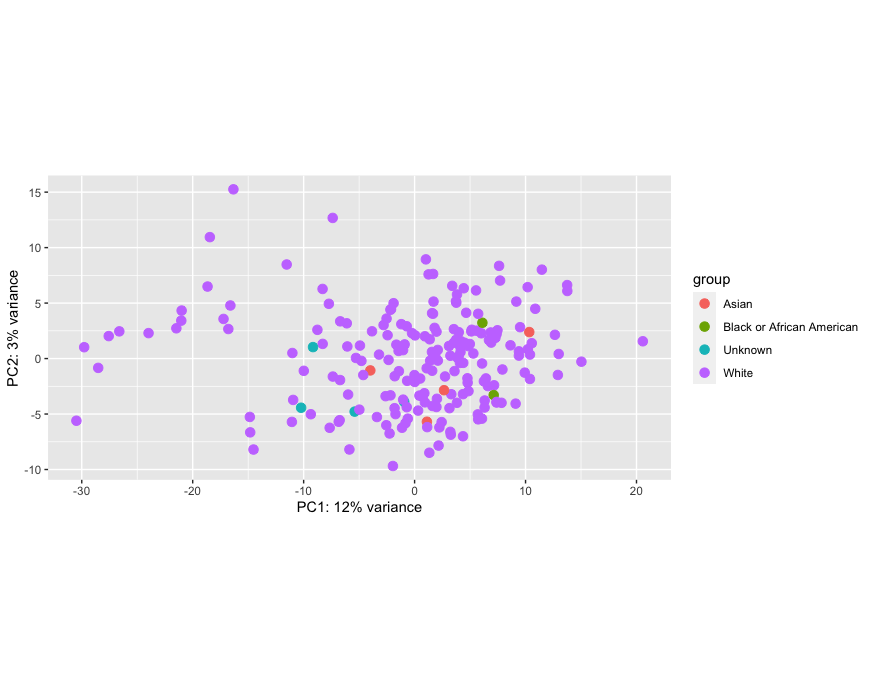 15
10
5
0
-5
-10
-30
-20
-10
0
10
20
PC1: 12% variance
PC2: 3% variance
group
Asian
Black or African American
Unknown
White